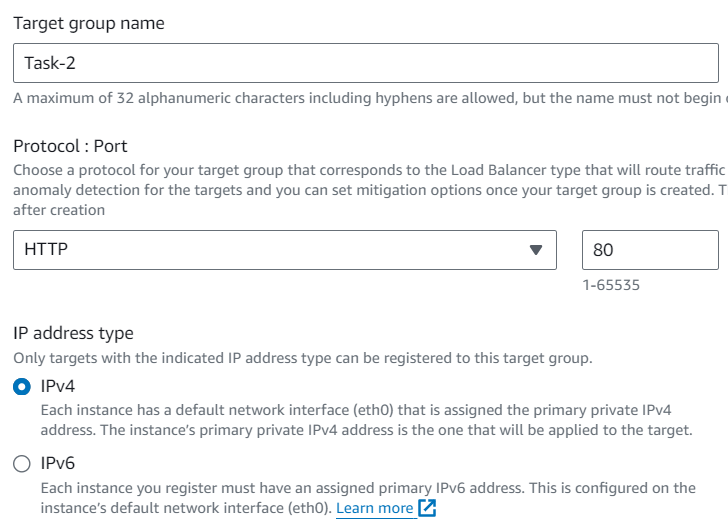 Target group name
Task-2
A maximum of 32 alphanumeric characters including hyphens are allowed, but the name must not begin
Protocol : Port
Choose a protocol for your target group that corresponds to the Load Balancer type that will route traffic
anomaly detection for the targets and you can set mitigation options once your target group is created. T
after creation
HTTP
80
1-65535
IP address type
Only targets with the indicated IP address type can be registered to this target group.
IPv4
Each instance has a default network interface (eth0) that is assigned the primary private IPv4
address. The instance's primary private IPv4 address is the one that will be applied to the target.
IPv6
Each instance you register must have an assigned primary IPv6 address. This is configured on the
instance's default network interface (eth0). Learn more